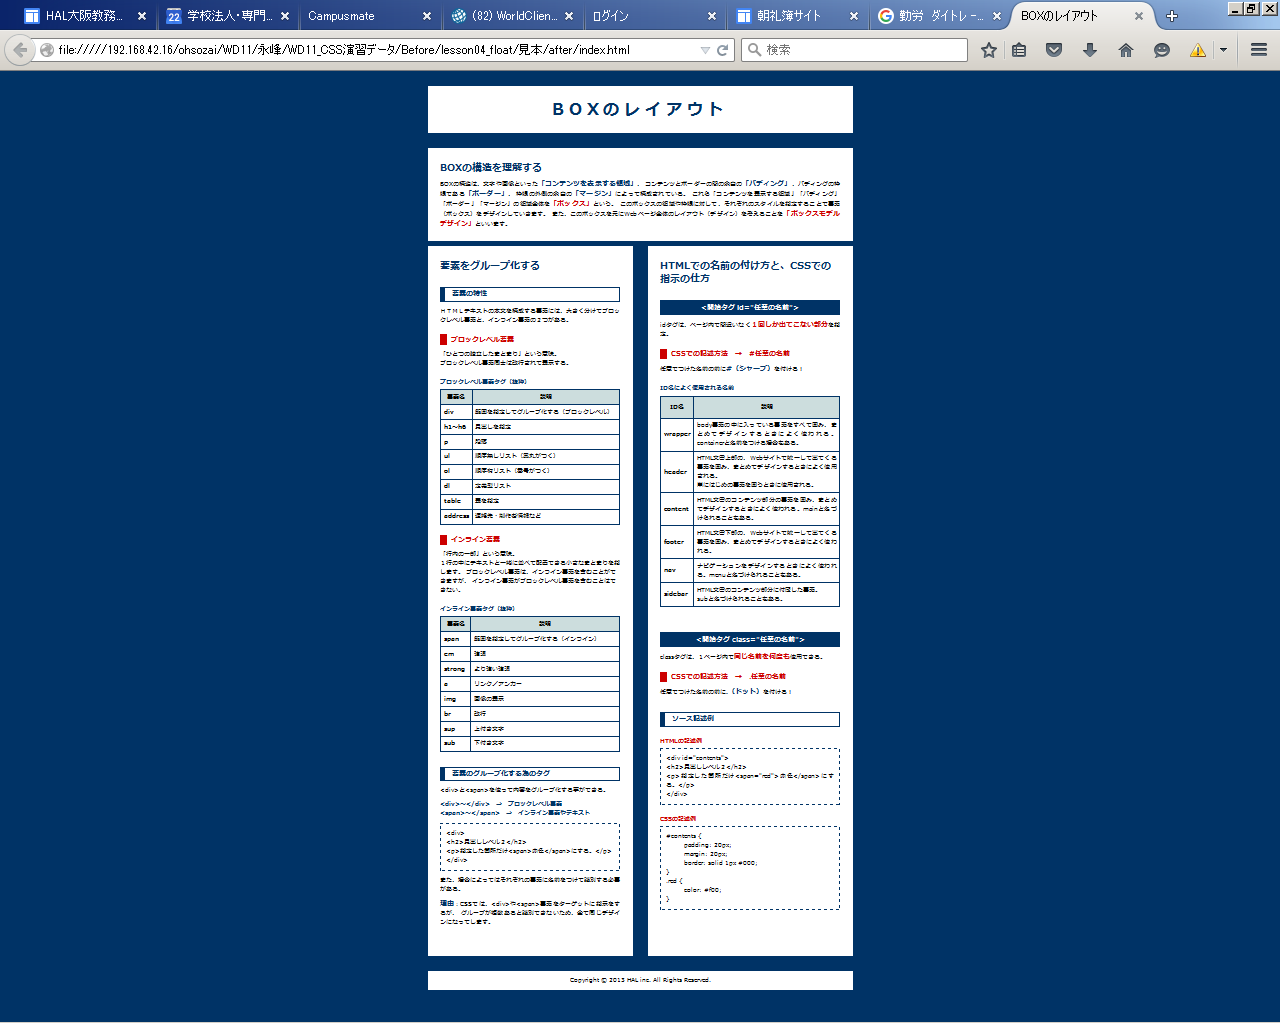 HAL大阪教務...
学校法人・専門...
Campusmate
(82) WorldClien...
ログイン
朝礼簿サイト
勤労 ダイトレ - ...
BOXのレイアウト
file://///192.168.42.16/ohsozai/WD11/永峰/WD11_CSS演習データ/Before/lesson04_float/見本/after/index.html
検索
BOXのレイアウト
BOXの構造を理解する
BOXの構造は、文字や画像といった「コンテンツを表示する領域」、コンテンツとボーダーの間の余白の「パディング」、パディングの枠
線である「ボーダー」、枠線の外側の余白の「マージン」によって構成されている。 これら「コンテンツを表示する領域」「パディング」
「ボーダー」「マージン」の領域全体を「ボックス」という。 このボックスの領域や枠線に対して、それぞれのスタイルを指定することで要素
（ボックス）をデザインしていきます。 また、このボックスを元にWebページ全体のレイアウト（デザイン）を考えることを「ボックスモデル
デザイン」といいます。
要素をグループ化する
要素の特性
HTMLテキストの本文を構成する要素には、大きく分けてブロッ
クレベル要素と、インライン要素の2つがある。
ブロックレベル要素
「ひとつの独立したまとまり」という意味。
ブロックレベル要素同士は改行されて表示する。
ブロックレベル要素タグ（抜粋）
要素名 説明
div 範囲を指定してグループ化する（ブロックレベル）
h1～h6 見出しを指定
p 段落
ul 順序無しリスト（黒丸がつく）
ol 順序有リスト（番号がつく）
dl 定義型リスト
table 表を指定
address 連絡先・制作者情報など
インライン要素
「行内の一部」という意味。
1行の中にテキストと一緒に並べて配置できる小さなまとまりを指
します。 ブロックレベル要素は、インライン要素を含むことがで
きますが、 インライン要素がブロックレベル要素を含むことはで
きない。
インライン要素タグ（抜粋）
要素名 説明
span 範囲を指定してグループ化する（インライン）
em 強調
strong より強い強調
a リンク／アンカー
img 画像の表示
br 改行
sup 上付き文字
sub 下付き文字
要素のグループ化する為のタグ
<div>と<span>を使って内容をグループ化する事ができる。
<div>～</div> → ブロックレベル要素
<span>～</span> → インライン要素やテキスト
<div>
<h2>見出しレベル2</h2>
<p>指定した箇所だけ<span>赤色</span>にする。</p>
</div>
また、場合によってはそれぞれの要素に名前をつけて識別する必要
がある。
理由：CSSでは、<div>や<span>要素をターゲットに指示をす
るが、 グループが複数あると識別できないため、全て同じデザイ
ンになってします。
HTMLでの名前の付け方と、CSSでの
指示の仕方
<開始タグ id="任意の名前">
idタグは、ページ内で間違いなく1回しか出てこない部分を指
定。
CSSでの記述方法 → #任意の名前
任意でつけた名前の前に#（シャープ）を付ける！
ID名によく使用される名前
ID名 説明
wrapper body要素の中に入っている要素をすべて囲み、ま
とめてデザインするときによく使われる。
containerと名前をつける場合もある。
header HTML文書上部の、Webサイトで統一して出てくる
要素を囲み、まとめてデザインするときによく使用
される。
単にはじめの要素を囲うときに使用される。
content HTML文書のコンテンツ部分の要素を囲み、まとめ
てデザインするときによく使われる。mainと名づ
けられることもある。
footer HTML文書下部の、Webサイトで統一して出てくる
要素を囲み、まとめてデザインするときによく使わ
れる。
nav ナビゲーションをデザインするときによく使われ
る。menuと名づけられることもある。
sidebar HTML文書のコンテンツ部分に付随した要素。
subと名づけられることもある。
<開始タグ class="任意の名前">
classタグは、1ページ内で同じ名前を何度も使用できる。
CSSでの記述方法 → .任意の名前
任意でつけた名前の前に.（ドット）を付ける！
ソース記述例
HTMLの記述例
<div id="contents">
<h2>見出しレベル2</h2>
<p>指定した箇所だけ<span="red">赤色</span>にす
る。</p>
</div>
CSSの記述例
#contents {
padding: 20px;
margin: 20px;
border: solid 1px #000;
}
.red {
color: #f00;
}
Copyright © 2013 HAL inc. All Rights Reserved.